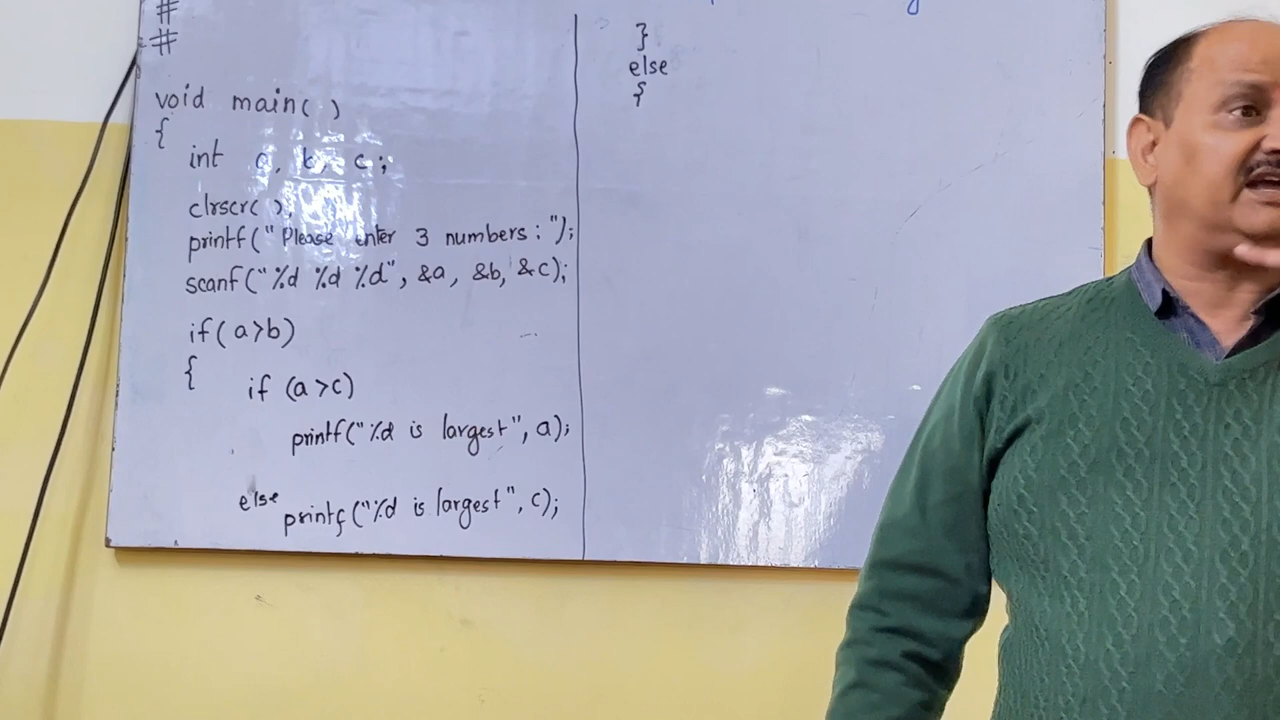 #
#
void main( )
{
int a, b, c ;
clrscr( );
printf("Please enter 3 numbers : ");
scanf("%d %d %d", &a, &b, &c);
if( a>b)
{
if (a >c)
printf("%d is largest", a);
else
printf("%d is largest", c);
}
else
{